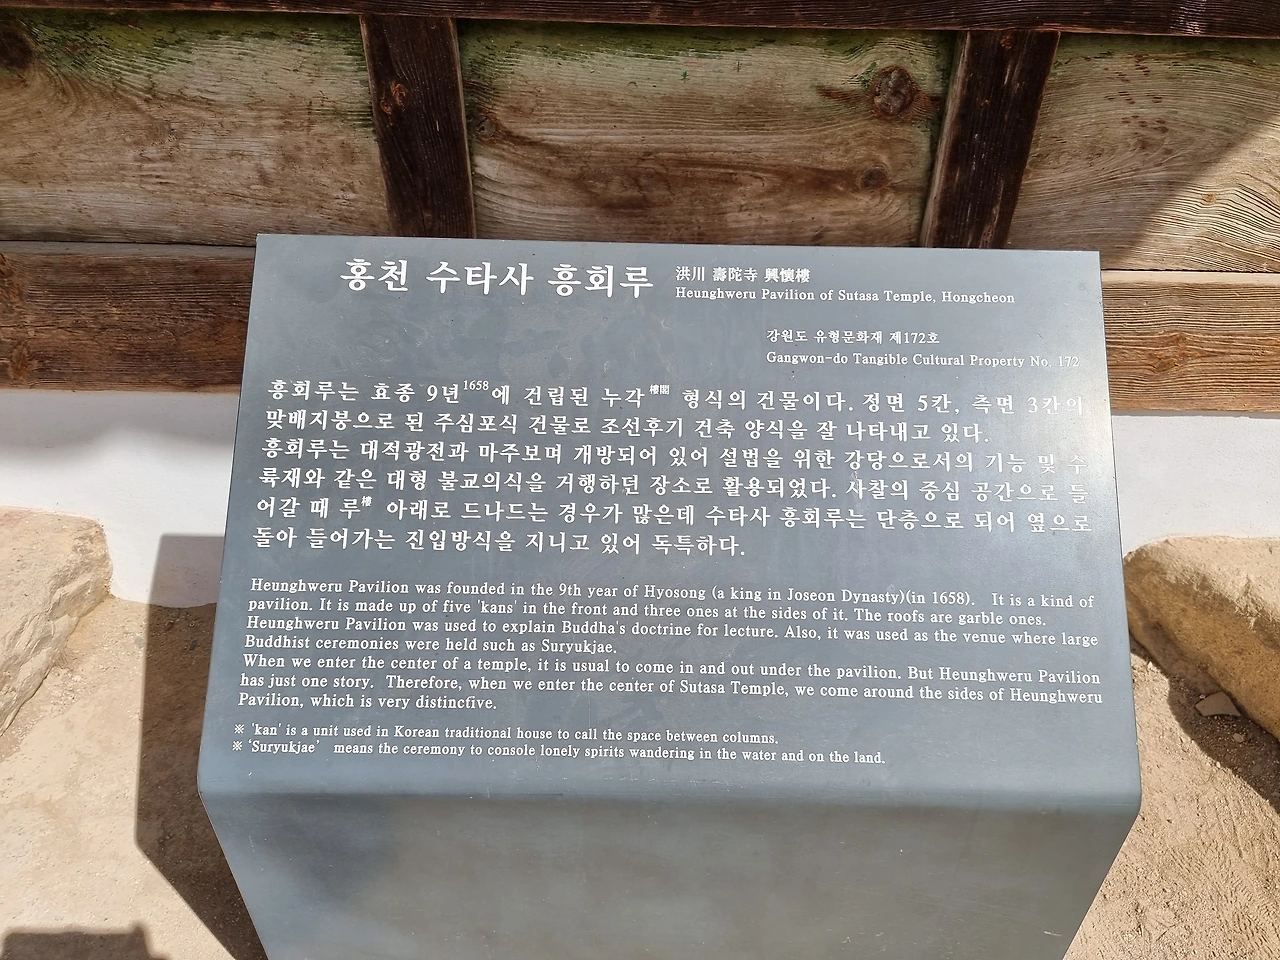 홍천 수타사 흥회루 洪川 壽陀寺 興懷樓
Heunghweru Pavilion of Sutasa Temple, Hongcheon
강원도 유형문화재 제172호
Gangwon-do Tangible Cultural Property No. 172
흥회루는 효종 9년1658에 건립된 누각樓閣 형식의 건물이다. 정면 5칸, 측면 3칸의
맞배지붕으로 된 주심포식 건물로 조선후기 건축 양식을 잘 나타내고 있다.
흥회루는 대적광전과 마주보며 개방되어 있어 설법을 위한 강당으로서의 기능 및 수
륙재와 같은 대형 불교의식을 거행하던 장소로 활용되었다. 사찰의 중심 공간으로 들
어갈 때 루樓 아래로 드나드는 경우가 많은데 수타사 흥회루는 단층으로 되어 옆으로
돌아 들어가는 진입방식을 지니고 있어 독특하다.
Heunghweru Pavilion was founded in the 9th year of Hyosong (a king in Joseon Dynasty)(in 1658). It is a kind of
pavilion. It is made up of five 'kans' in the front and three ones at the sides of it. The roofs are garble ones.
Heunghweru Pavilion was used to explain Buddha's doctrine for lecture. Also, it was used as the venue where large
Buddhist ceremonies were held such as Suryukjae.
When we enter the center of a temple, it is usual to come in and out under the pavilion. But Heunghweru Pavilion
has just one story. Therefore, when we enter the center of Sutasa Temple, we come around the sides of Heunghweru
Pavilion, which is very distinctive.
※ 'kan' is a unit used in Korean traditional house to call the space between columns.
※ 'Suryukjae' means the ceremony to console lonely spirits wandering in the water and on the land.